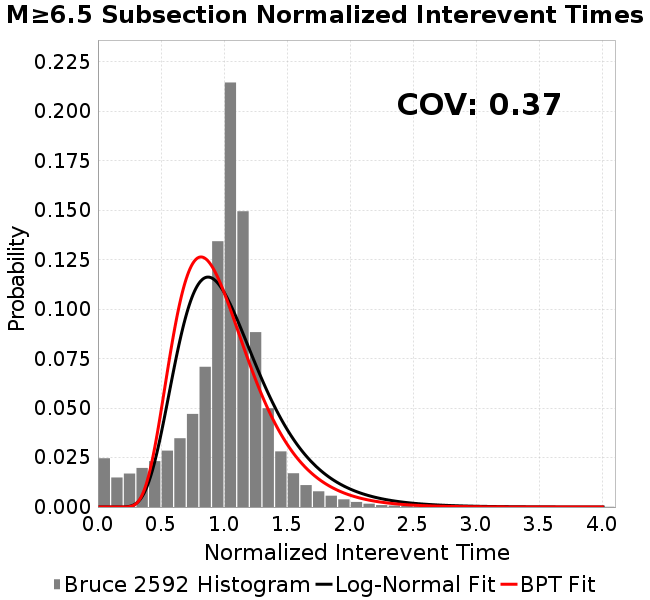 M≥6.5 Subsection Normalized Interevent Times
COV: 0.37
Probability
0.225
0.200
0.175
0.150
0.125
0.100
0.075
0.050
0.025
0.000
0.0 0.5 1.0 1.5 2.0 2.5 3.0 3.5 4.0
Normalized Interevent Time
Bruce 2592 Histogram Log-Normal Fit BPT Fit